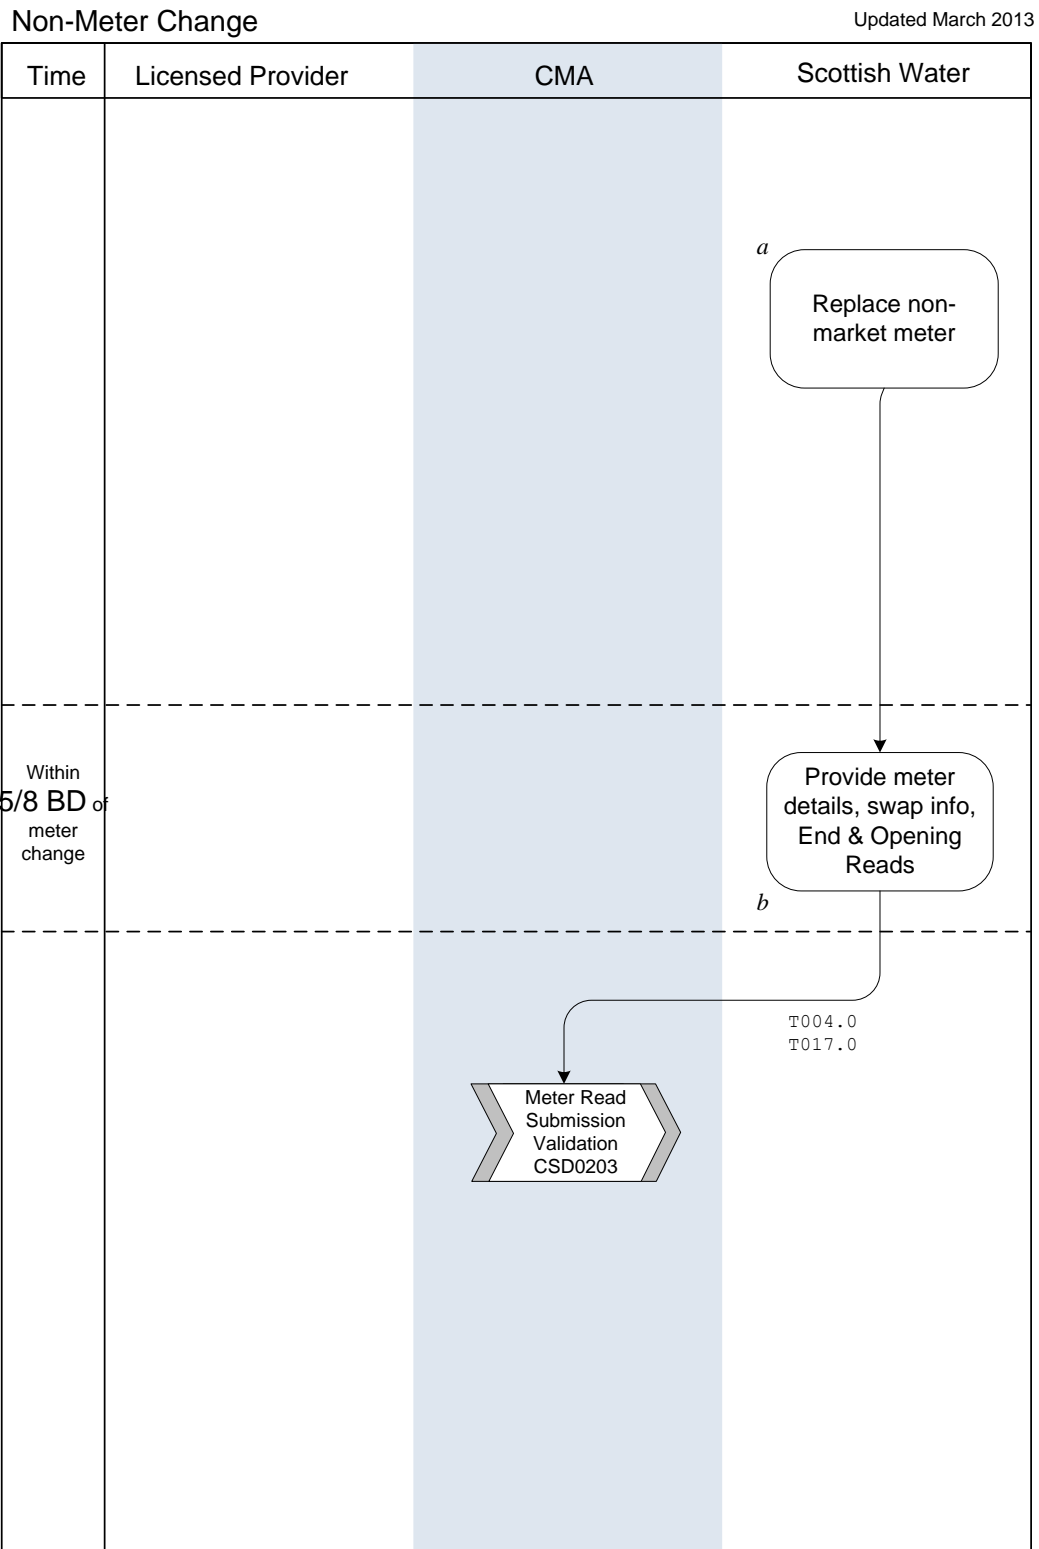 Non-Meter Change
Updated March 2013
Time
Licensed Provider
CMA
Scottish Water
a
Replace non-
market meter
Within
5/8 BD of
meter
change
Provide meter
details, swap info,
End & Opening
Reads
b
T004.0
T017.0
Meter Read
Submission
Validation
CSD0203